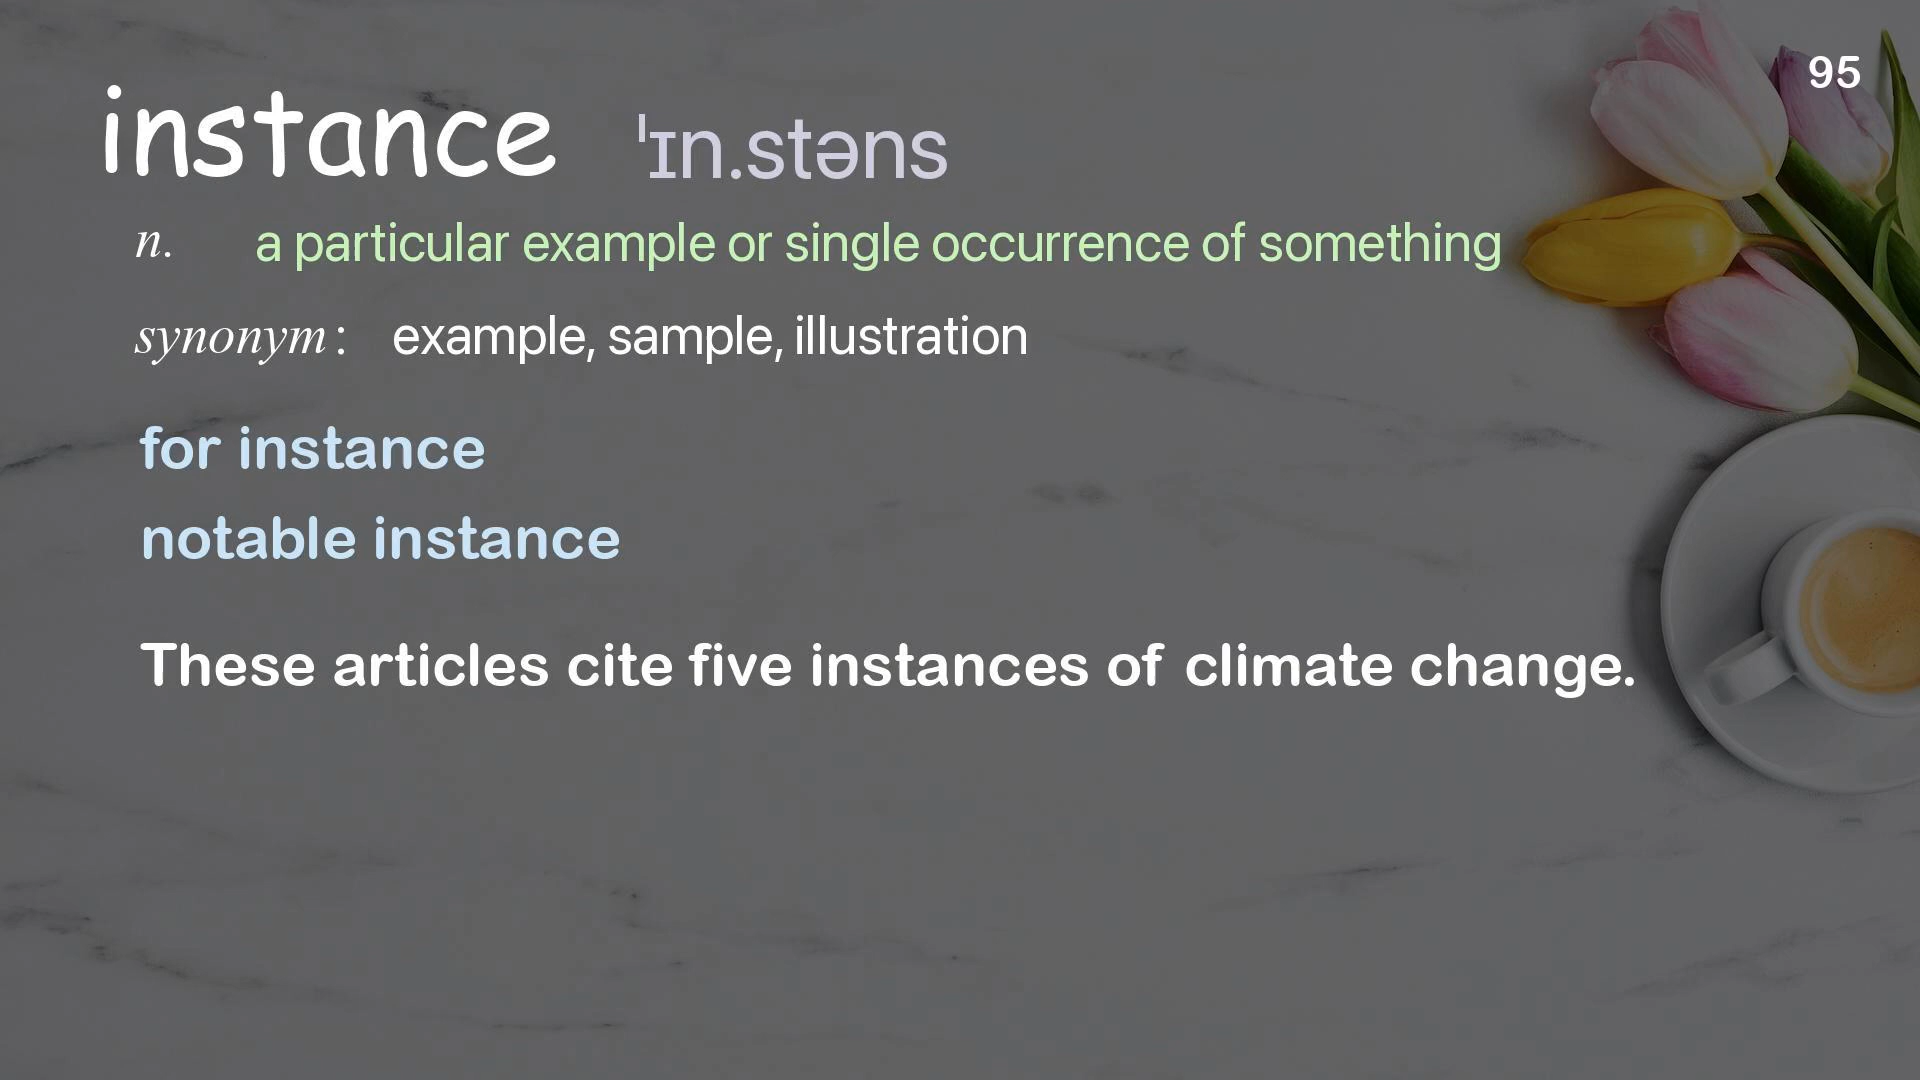 95
instance ˈɪn.stəns
n. a particular example or single occurrence of something
synonym: example, sample, illustration
for instance
notable instance
These articles cite five instances of climate change.